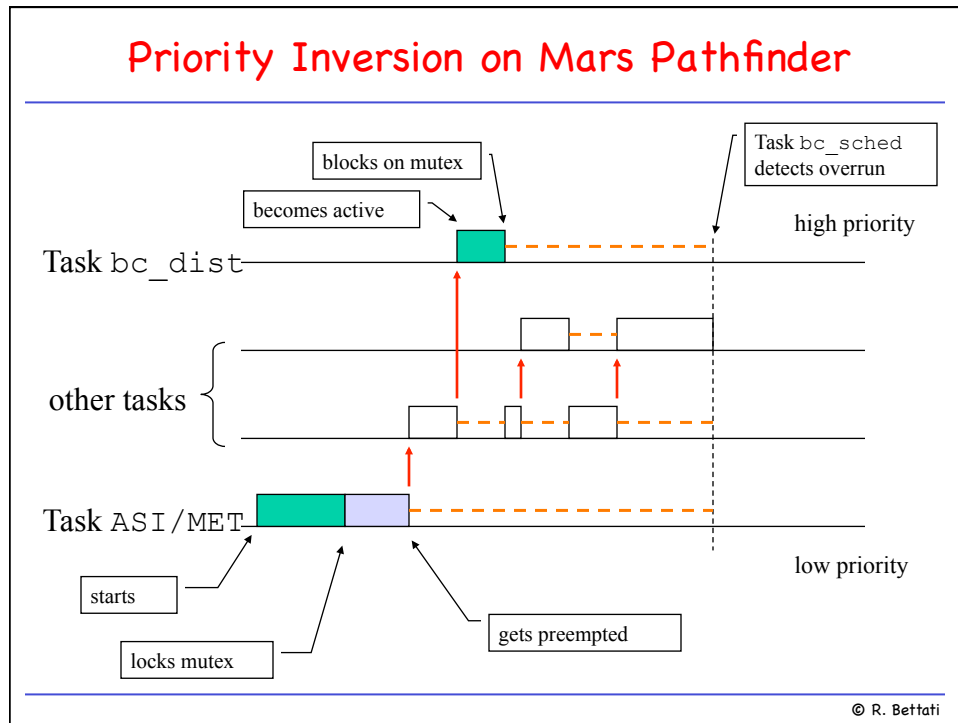 Priority Inversion on Mars Pathfinder
Task bc_sched
detects overrun
blocks on mutex
becomes active
high priority
Task bc_dist
other tasks
Task ASI/MET
low priority
starts
gets preempted
locks mutex
© R. Bettati